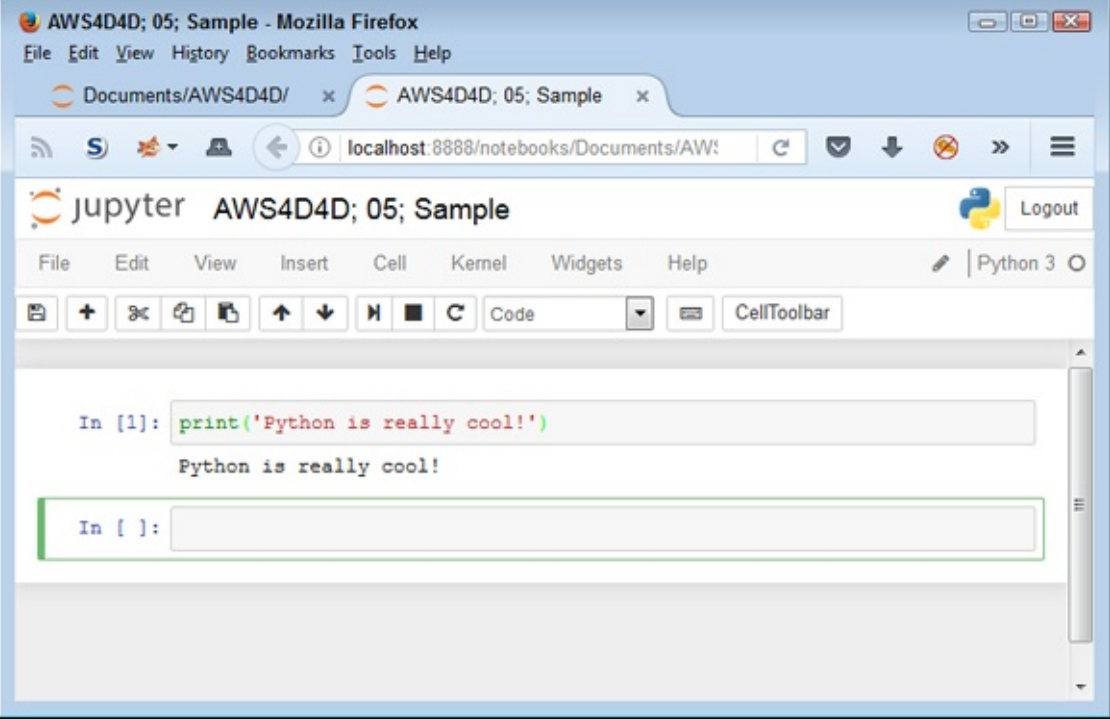 AWS4D4D; 05; Sample - Mozilla Firefox
File Edit View History Bookmarks Tools Help
Documents/AWS4D4D/ × AWS4D4D; 05; Sample ×
S localhost:8888/notebooks/Documents/AWS
jupyter AWS4D4D; 05; Sample Logout
File Edit View Insert Cell Kernel Widgets Help Python 3
Code CellToolbar
In [1]: print('Python is really cool!')
Python is really cool!
In [ ]: